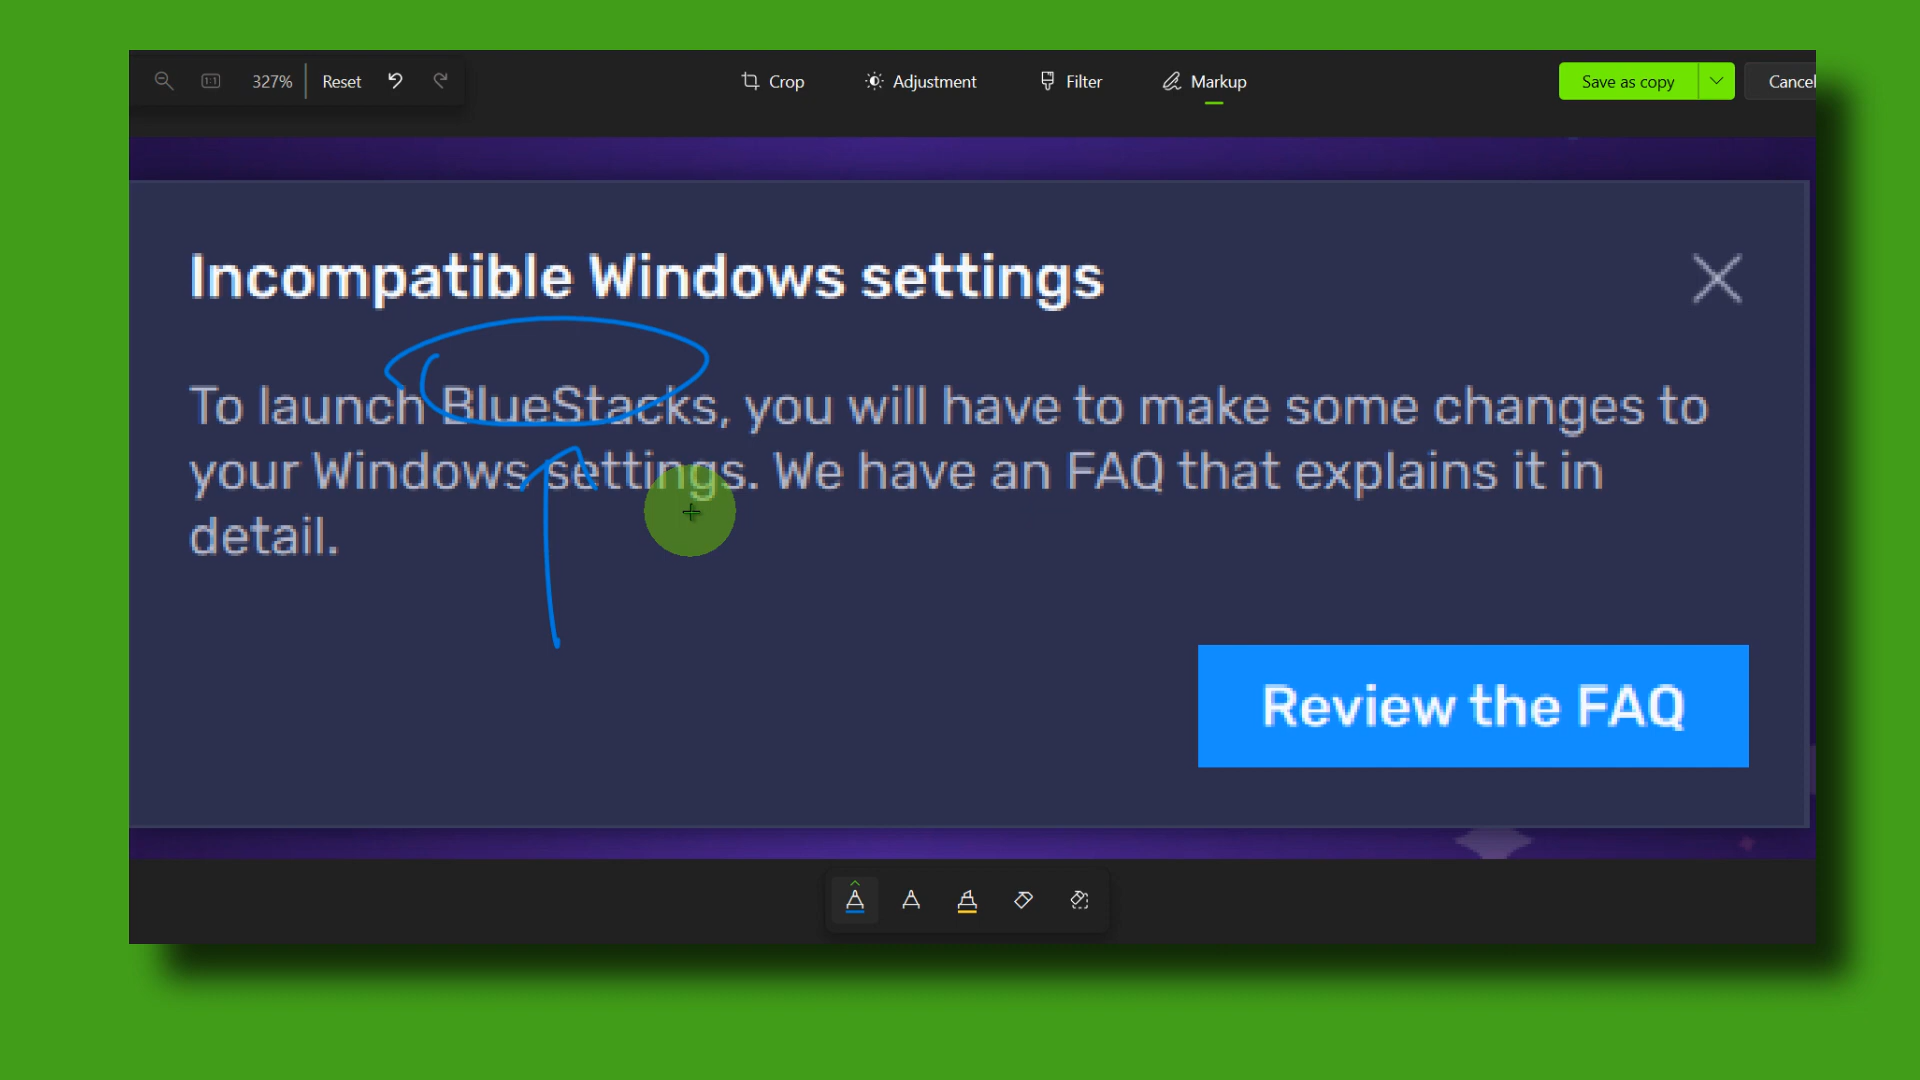 327% Reset Crop Adjustment Filter Markup Save as copy Cancel
Incompatible Windows settings
To launch BlueStacks, you will have to make some changes to
your Windows settings. We have an FAQ that explains it in
detail.
Review the FAQ